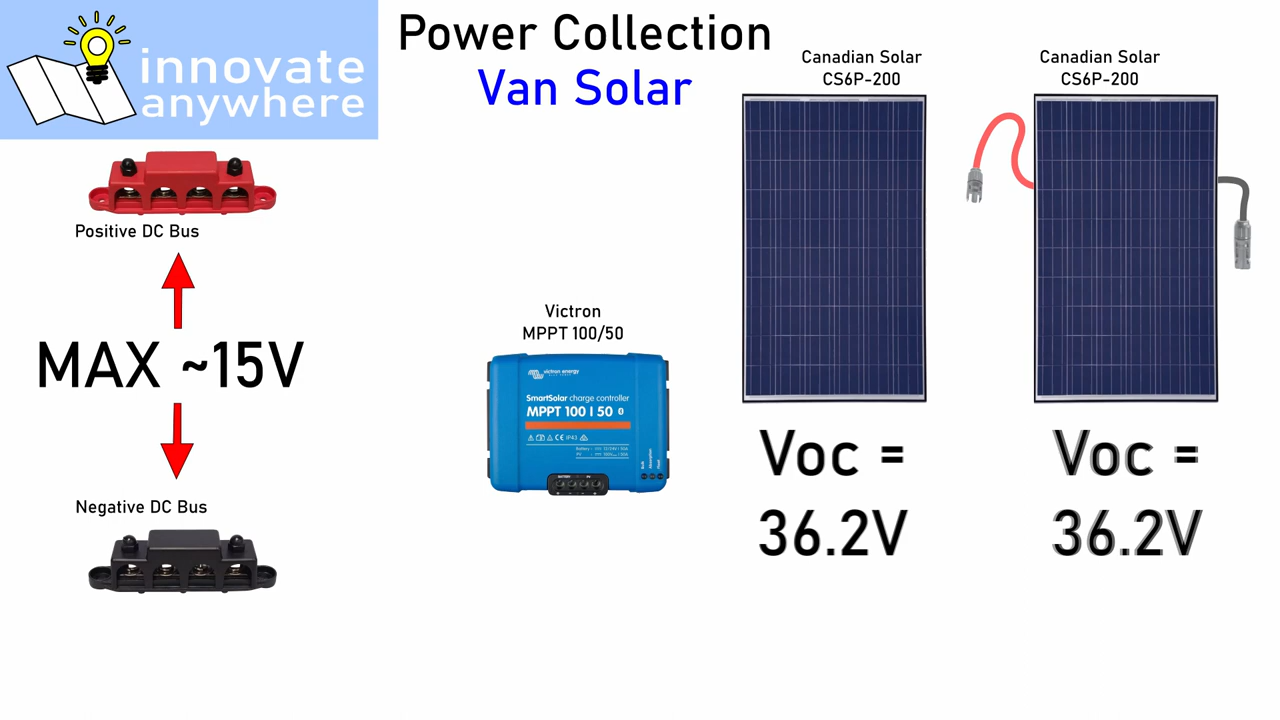 innovate
anywhere
Power Collection
Van Solar
Canadian Solar
CS6P-200
Canadian Solar
CS6P-200
Positive DC Bus
MAX ~15V
Negative DC Bus
Victron
MPPT 100/50
victron energy
SmartSolar charge controller
MPPT 100 | 50
IP43
Voc =
36.2V
Voc =
36.2V